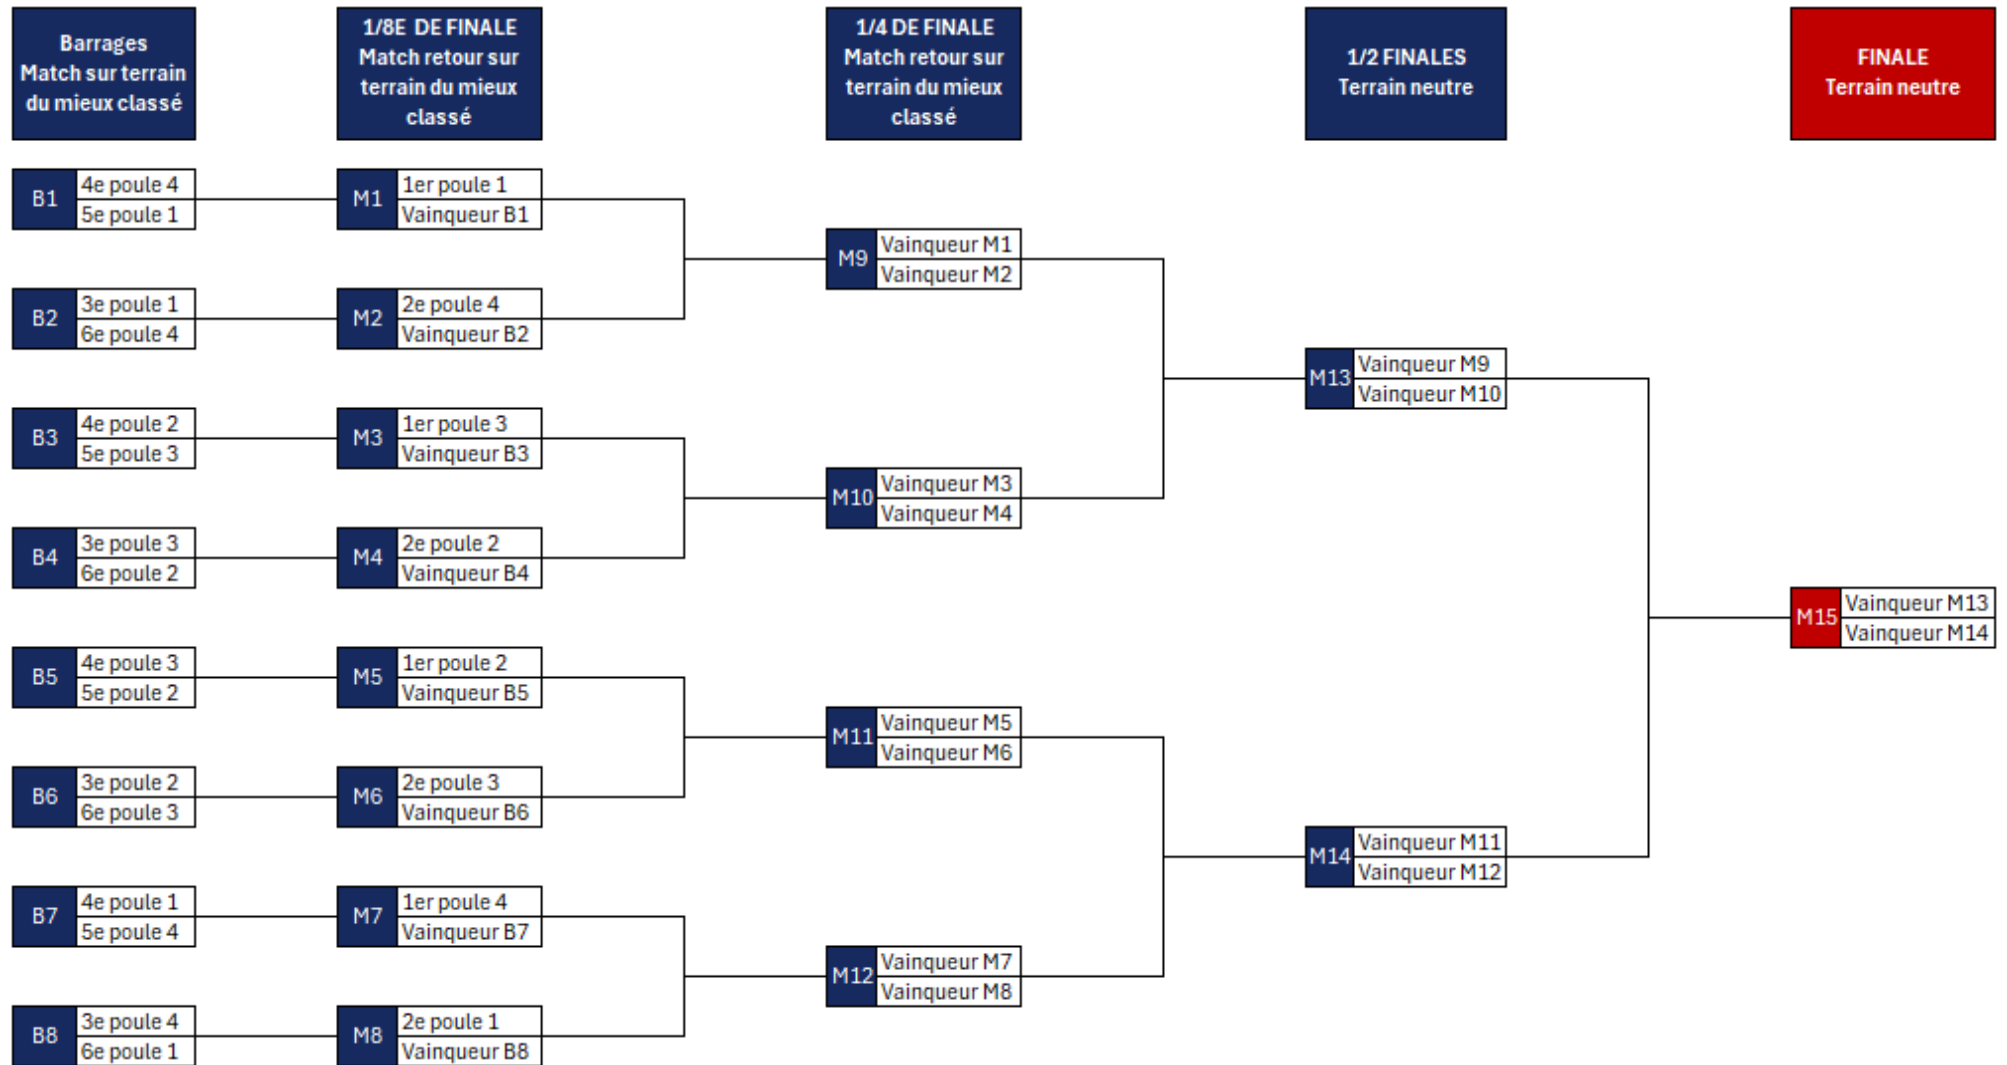 Barrages
Match sur terrain
du mieux classé
1/8E  DE FINALE
Match retour sur
terrain du mieux
classé
1/4 DE FINALE
Match retour sur
terrain du mieux
classé
1/2 FINALES
Terrain neutre
FINALE
Terrain neutre
B1
4e poule 4
5e poule 1
B2
3e poule 1
6e poule 4
B3
4e poule 2
5e poule 3
B4
3e poule 3
6e poule 2
B5
4e poule 3
5e poule 2
B6
3e poule 2
6e poule 3
B7
4e poule 1
5e poule 4
B8
3e poule 4
6e poule 1
M1
1er poule 1
Vainqueur B1
M2
2e poule 4
Vainqueur B2
M3
1er poule 3
Vainqueur B3
M4
2e poule 2
Vainqueur B4
M5
1er poule 2
Vainqueur B5
M6
2e poule 3
Vainqueur B6
M7
1er poule 4
Vainqueur B7
M8
2e poule 1
Vainqueur B8
M9
Vainqueur M1
Vainqueur M2
M10
Vainqueur M3
Vainqueur M4
M11
Vainqueur M5
Vainqueur M6
M12
Vainqueur M7
Vainqueur M8
M13
Vainqueur M9
Vainqueur M10
M14
Vainqueur M11
Vainqueur M12
M15
Vainqueur M13
Vainqueur M14